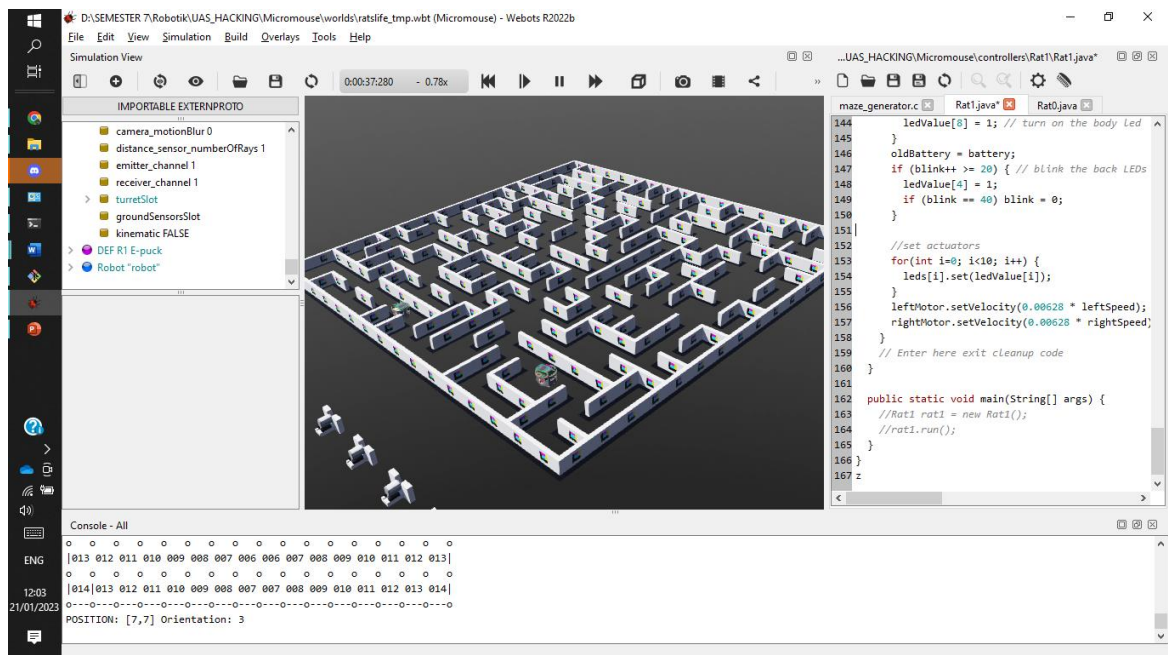 D:\SEMESTER 7\Robotik\UAS_HACKING\Micromouse\worlds\ratslife_tmp.wbt (Micromouse) - Webots R2022b
File Edit View Simulation Build Overlays Tools Help
Simulation View
0:00:37:280 - 0.78x
IMPORTABLE EXTERNPROTO
camera_motionBlur 0
distance_sensor_numberOfRays 1
emitter_channel 1
receiver_channel 1
turretSlot
groundSensorsSlot
kinematic FALSE
DEF R1 E-puck
Robot "robot"
...UAS_HACKING\Micromouse\controllers\Rat1\Rat1.java*
maze_generator.c Rat1.java* Rat0.java
144 ledValue[8] = 1; // turn on the body led
145 }
146 oldBattery = battery;
147 if (blink++ >= 20) { // blink the back LEDs
148 ledValue[4] = 1;
149 if (blink == 40) blink = 0;
150 }
151
152 //set actuators
153 for(int i=0; i<10; i++) {
154 leds[i].set(ledValue[i]);
155 }
156 leftMotor.setVelocity(0.00628 * leftSpeed);
157 rightMotor.setVelocity(0.00628 * rightSpeed)
158 }
159 // Enter here exit cleanup code
160 }
161
162 public static void main(String[] args) {
163 //Rat1 rat1 = new Rat1();
164 //rat1.run();
165 }
166 }
167 z
Console - All
o o o o o o o o o o o o o o o o o
|013 012 011 010 009 008 007 006 006 007 008 009 010 011 012 013|
o o o o o o o o o o o o o o o o o
|014|013 012 011 010 009 008 007 007 008 009 010 011 012 013 014|
o---o---o---o---o---o---o---o---o---o---o---o---o---o---o---o---o
POSITION: [7,7] Orientation: 3
ENG
12:03
21/01/2023